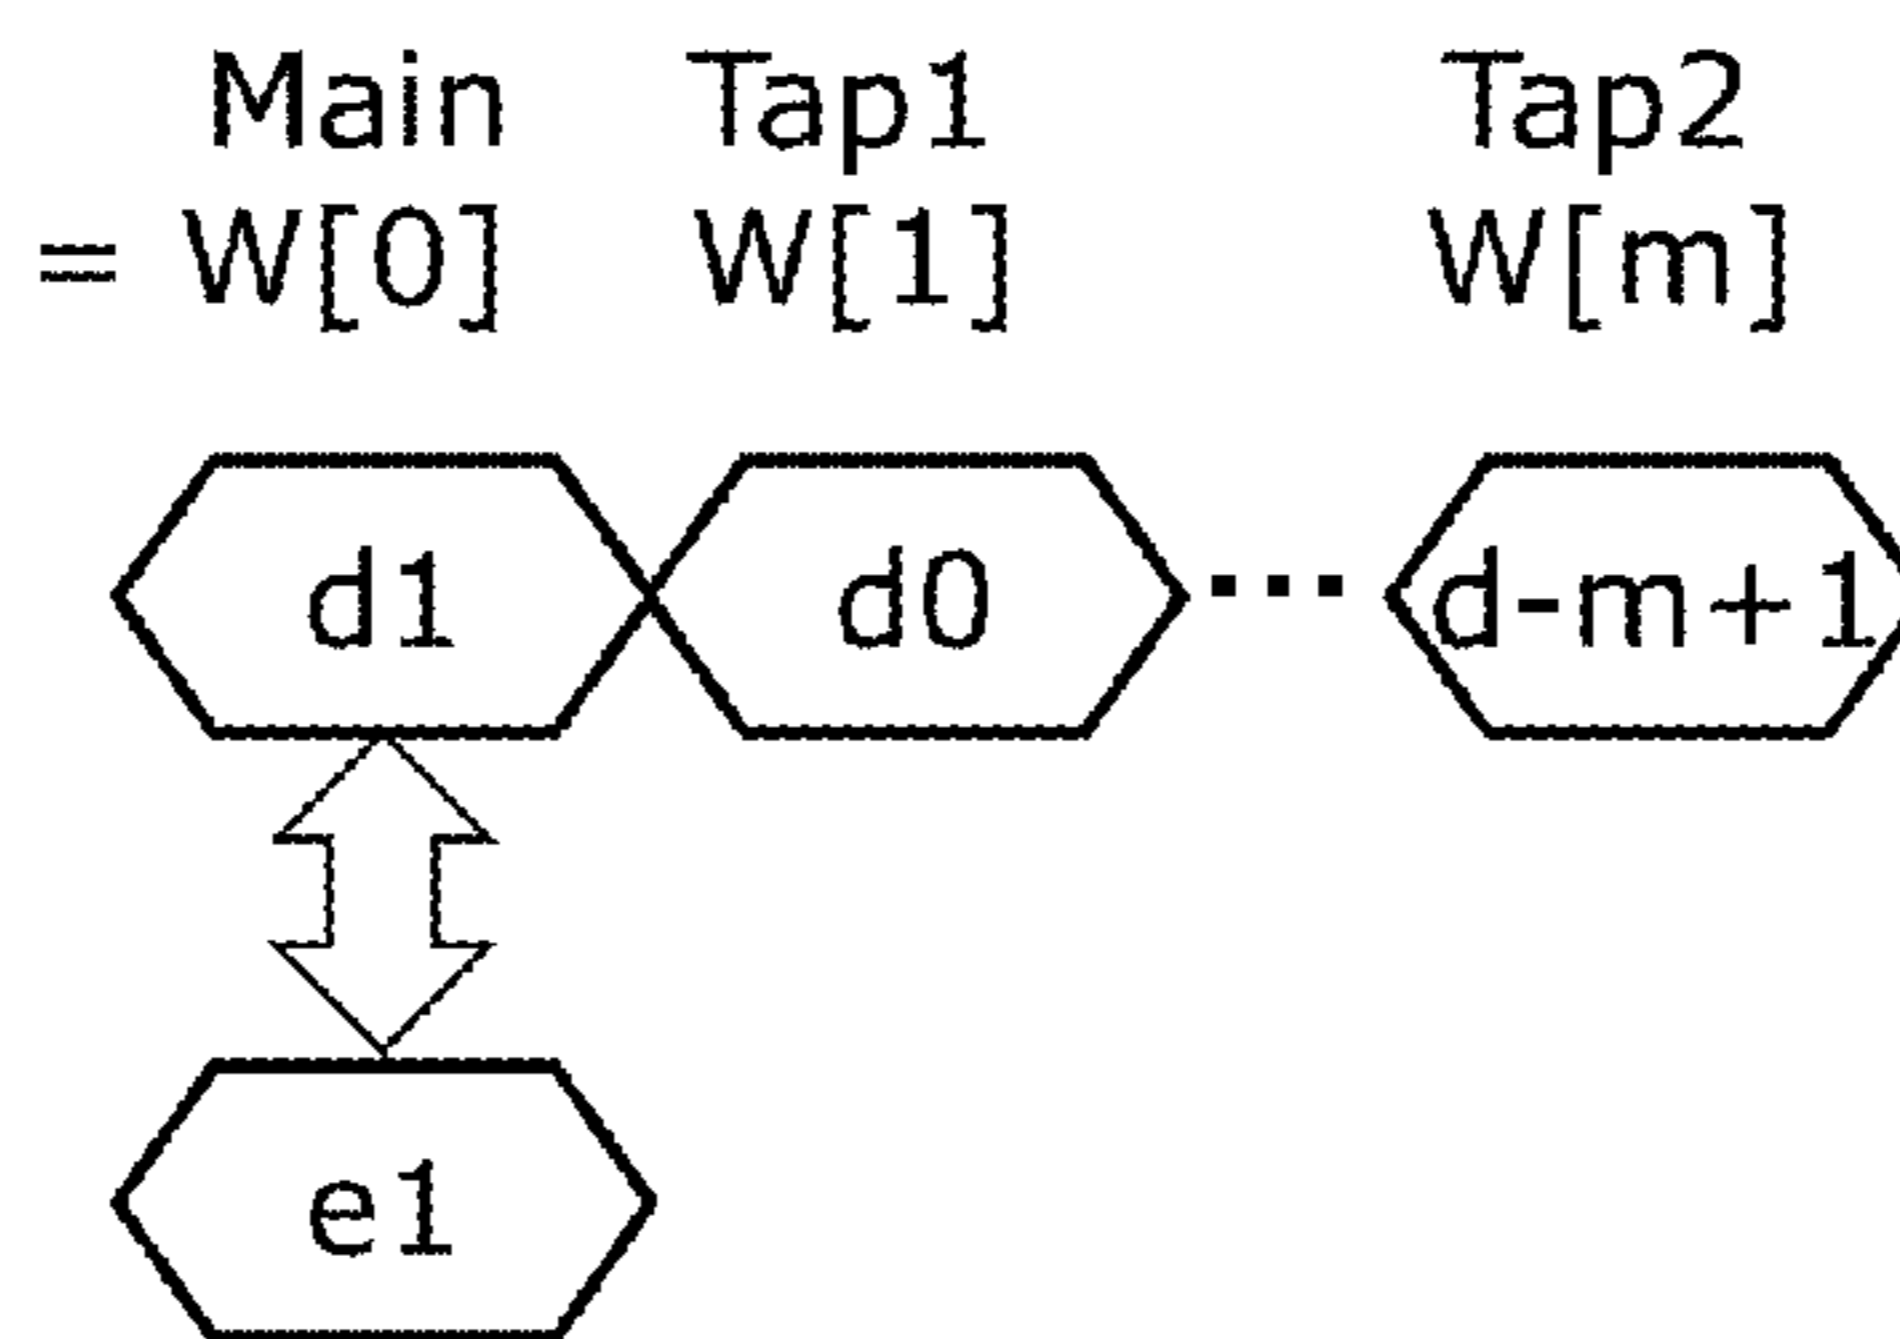 Main Tap1 Tap2
= W[0] W[1] W[m]
d1 d0 ... d-m+1
e1